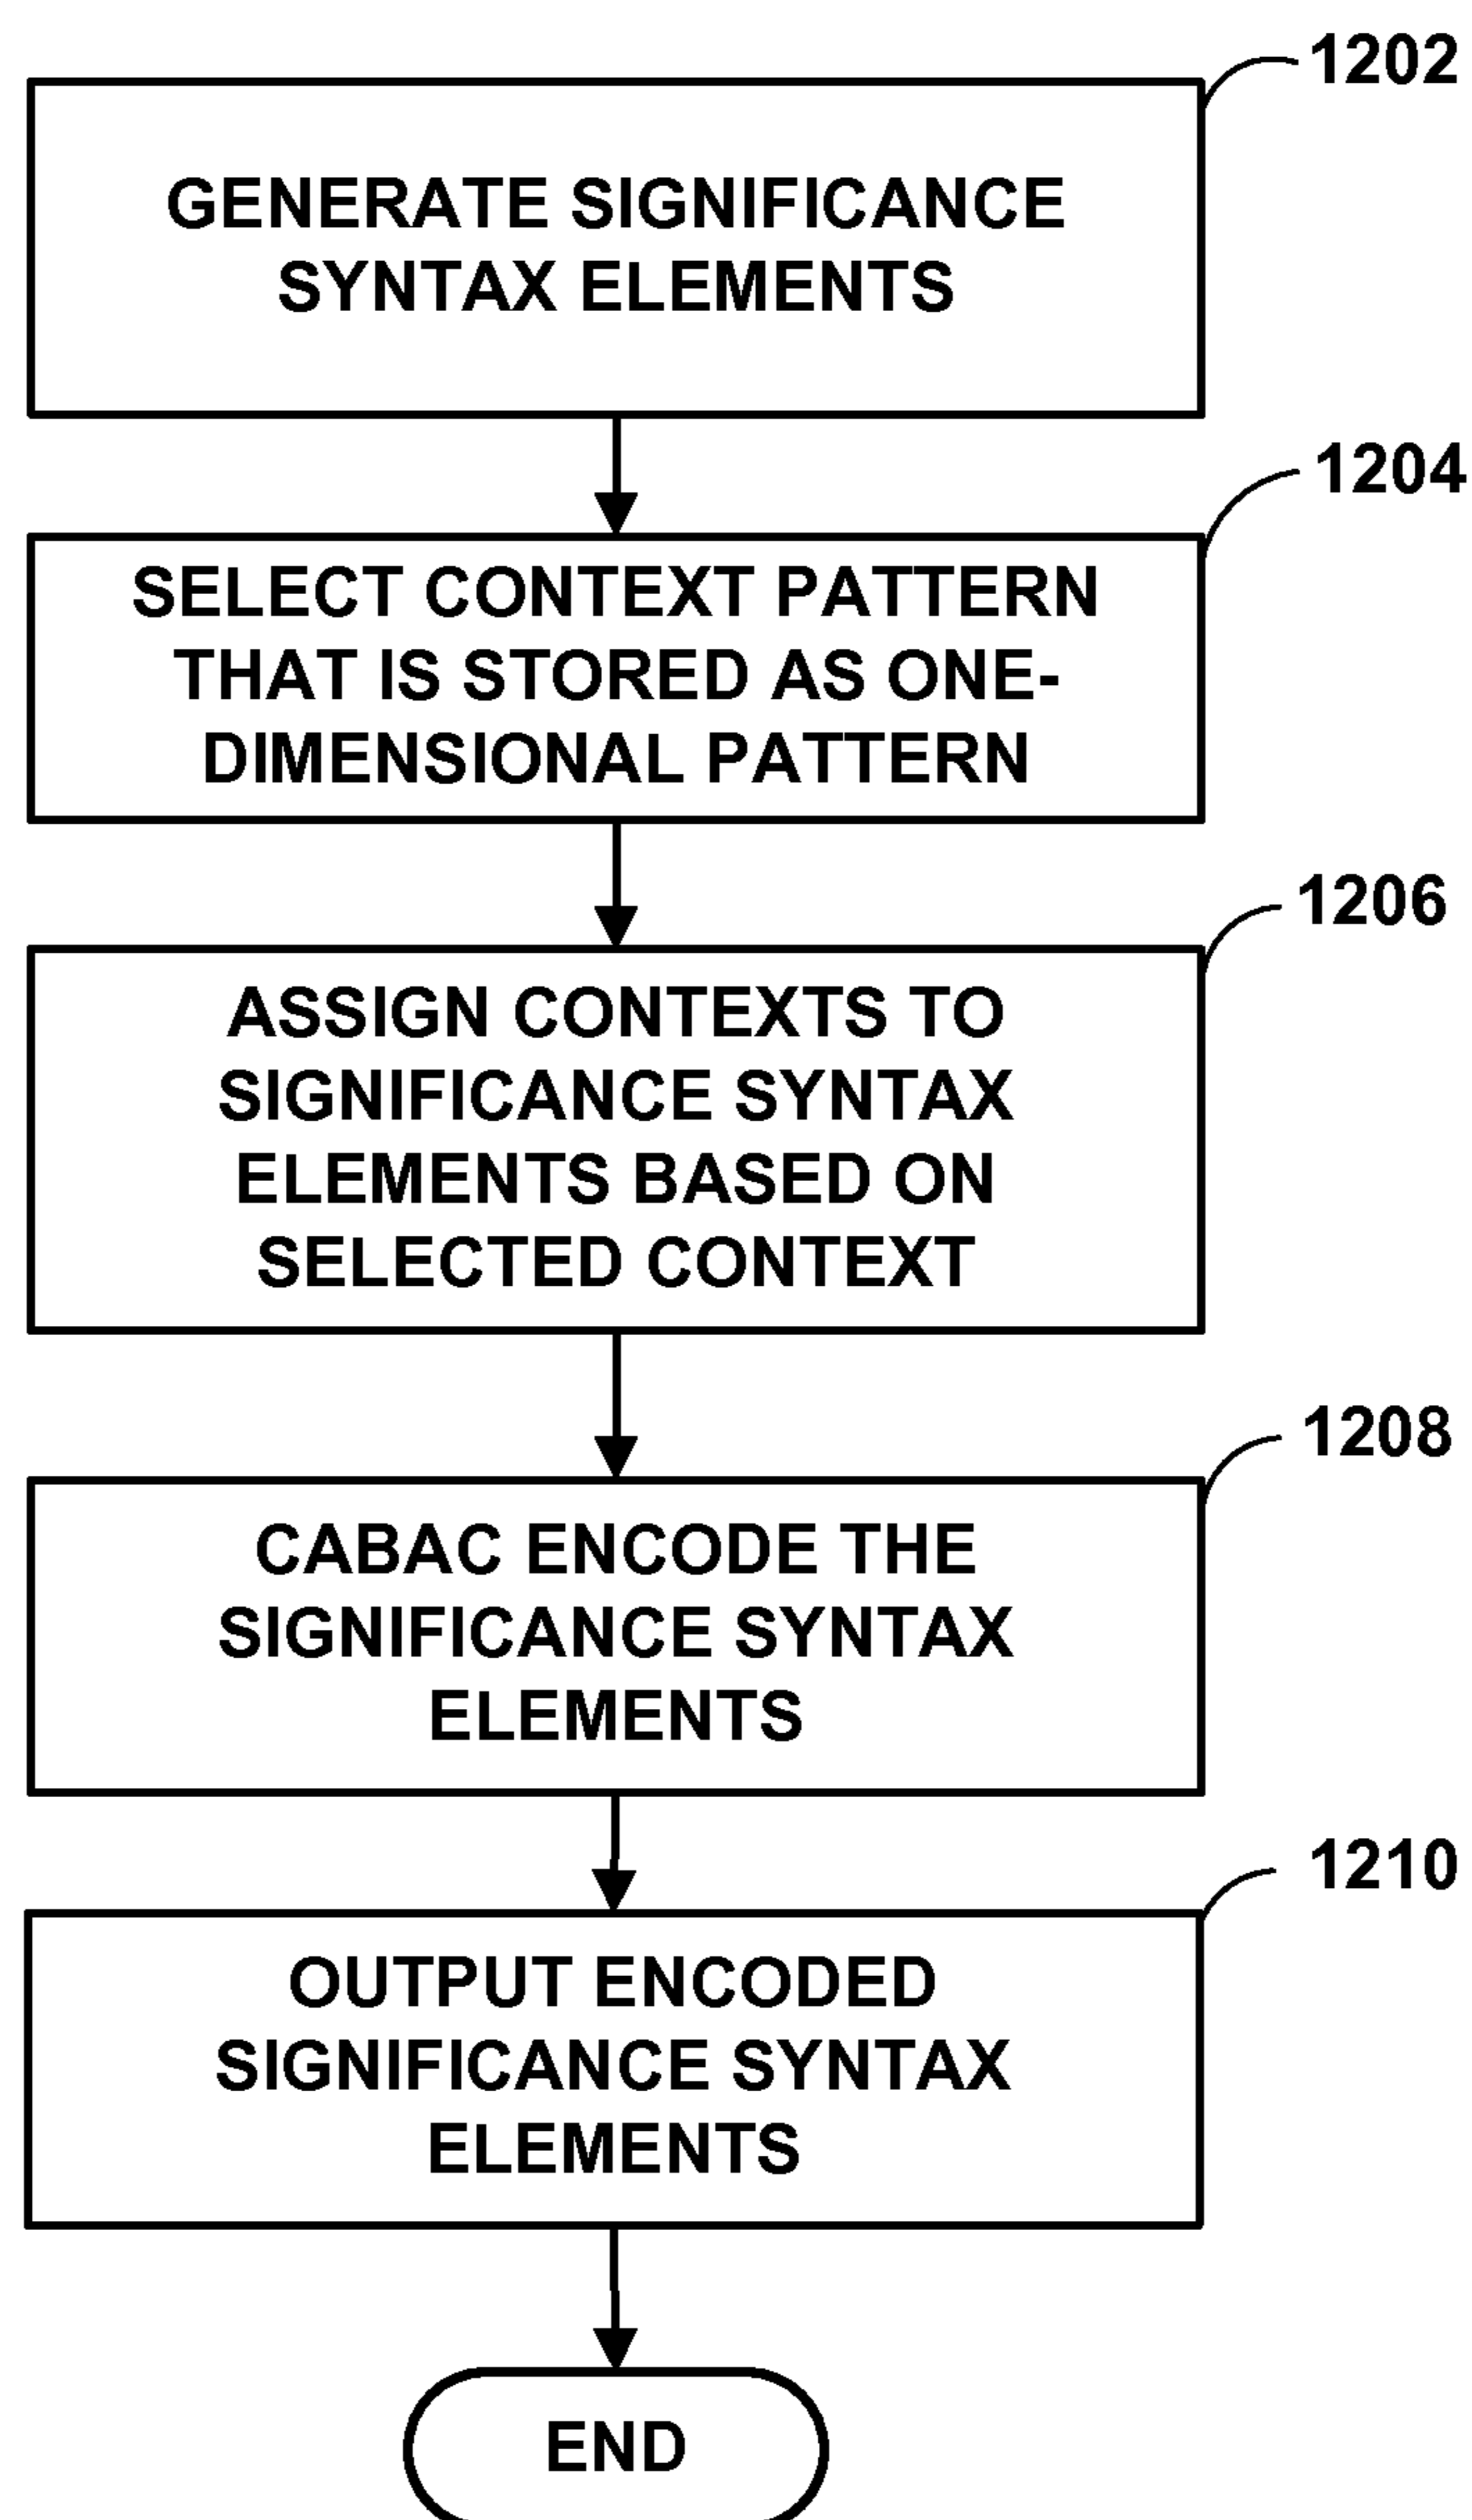 1202
GENERATE SIGNIFICANCE
SYNTAX ELEMENTS
1204
SELECT CONTEXT PATTERN
THAT IS STORED AS ONE-
DIMENSIONAL PATTERN
1206
ASSIGN CONTEXTS TO
SIGNIFICANCE SYNTAX
ELEMENTS BASED ON
SELECTED CONTEXT
1208
CABAC ENCODE THE
SIGNIFICANCE SYNTAX
ELEMENTS
1210
OUTPUT ENCODED
SIGNIFICANCE SYNTAX
ELEMENTS
END